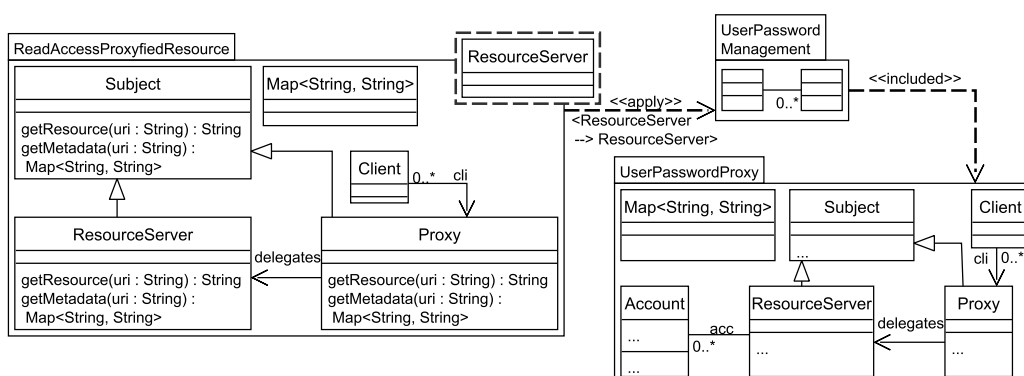 ReadAccessProxyfiedResource
Subject
getResource(uri : String) : String
getMetadata(uri : String) :
Map<String, String>
Map<String, String>
ResourceServer
Client
0..*
cli
ResourceServer
getResource(uri : String) : String
getMetadata(uri : String) :
Map<String, String>
delegates
Proxy
getResource(uri : String) : String
getMetadata(uri : String) :
Map<String, String>
<<apply>>
<ResourceServer
--> ResourceServer>
UserPassword
Management
0..*
<<included>>
UserPasswordProxy
Map<String, String>
Subject
...
Client
cli
0..*
Account
...
...
acc
0..*
ResourceServer
...
delegates
Proxy
...